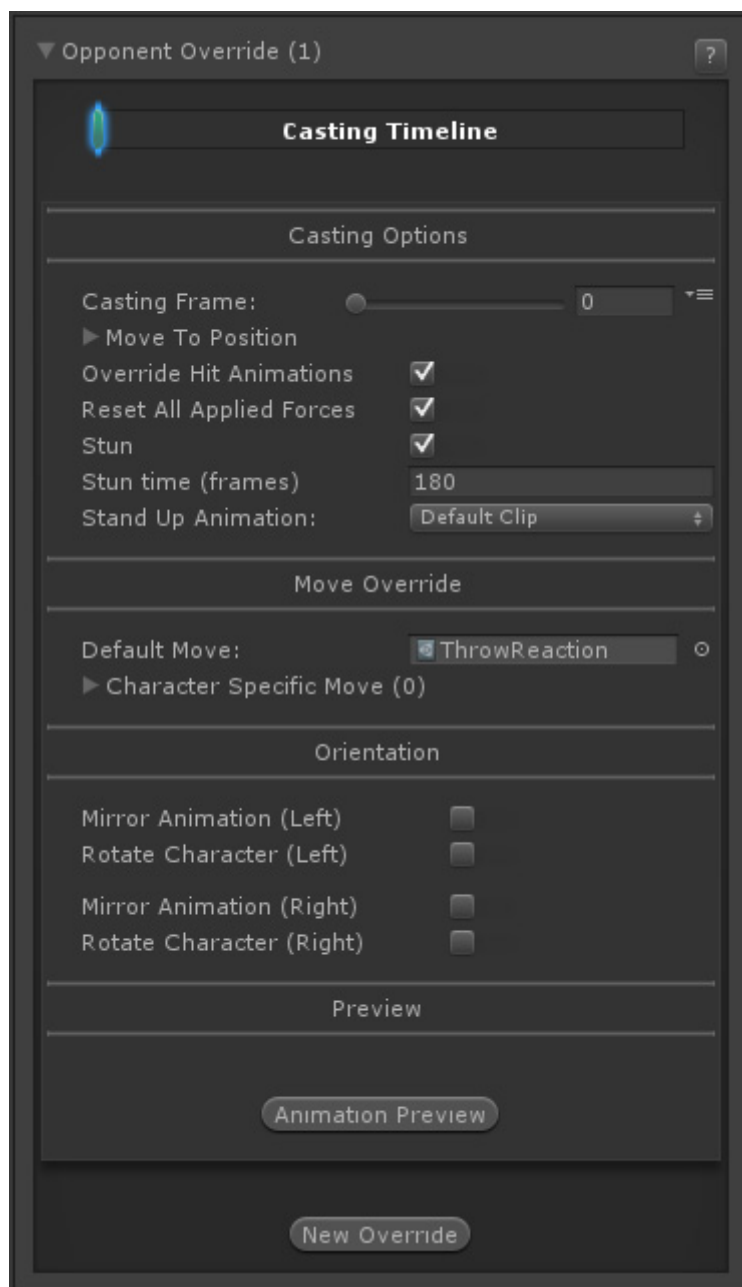 Opponent Override (1)
?
Casting Timeline
Casting Options
Casting Frame: 0
Move To Position
Override Hit Animations
Reset All Applied Forces
Stun
Stun time (frames) 180
Stand Up Animation: Default Clip
Move Override
Default Move: ThrowReaction
Character Specific Move (0)
Orientation
Mirror Animation (Left)
Rotate Character (Left)
Mirror Animation (Right)
Rotate Character (Right)
Preview
Animation Preview
New Override